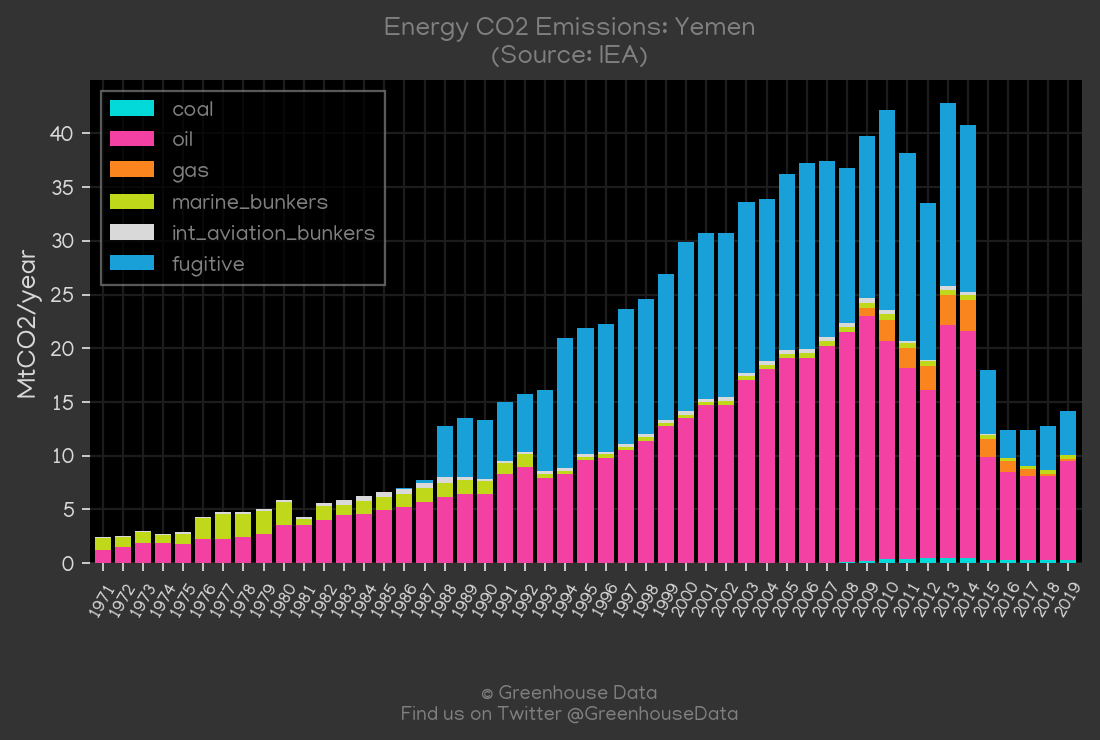 Energy CO2 Emissions: Yemen
(Source: IEA)
coal
oil
gas
marine_bunkers
int_aviation_bunkers
fugitive
MtCO2/year
40
35
30
25
20
15
10
5
0
1971 1972 1973 1974 1975 1976 1977 1978 1979 1980 1981 1982 1983 1984 1985 1986 1987 1988 1989 1990 1991 1992 1993 1994 1995 1996 1997 1998 1999 2000 2001 2002 2003 2004 2005 2006 2007 2008 2009 2010 2011 2012 2013 2014 2015 2016 2017 2018 2019
© Greenhouse Data
Find us on Twitter @GreenhouseData